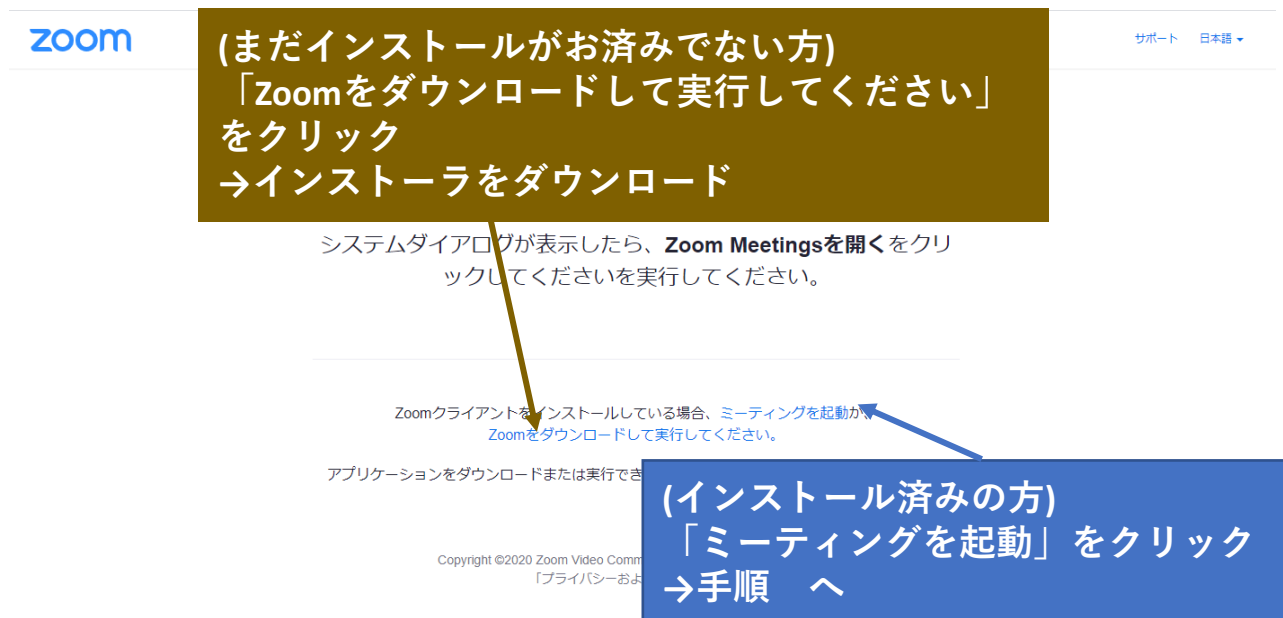 zoom
サポート 日本語
(まだインストールがお済みでない方)
「Zoomをダウンロードして実行してください」
をクリック
→インストーラをダウンロード
システムダイアログが表示したら、Zoom Meetingsを開くをクリ
ックしてくださいを実行してください。
Zoomクライアントをインストールしている場合、ミーティングを起動か、
Zoomをダウンロードして実行してください。
アプリケーションをダウンロードまたは実行でき
(インストール済みの方)
「ミーティングを起動」をクリック
→手順 へ
Copyright ©2020 Zoom Video Comm
「プライバシーおよ